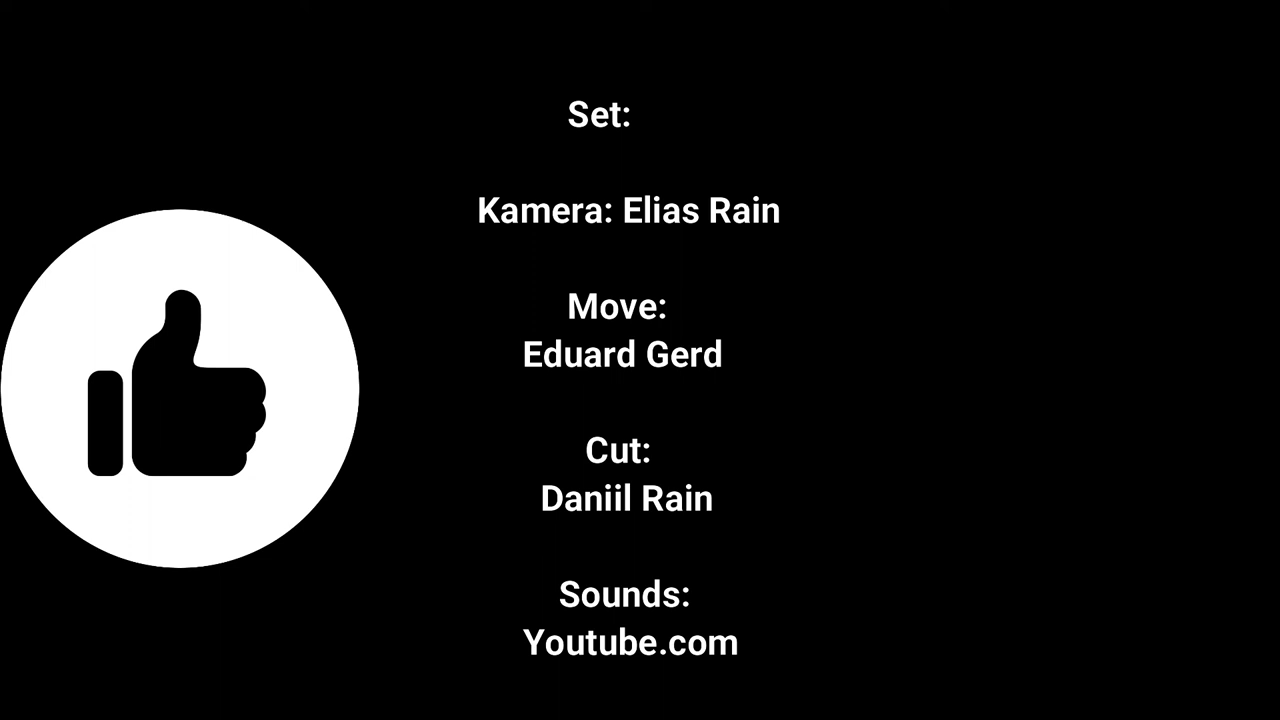 Set:
Kamera: Elias Rain
Move:
Eduard Gerd
Cut:
Daniil Rain
Sounds:
Youtube.com